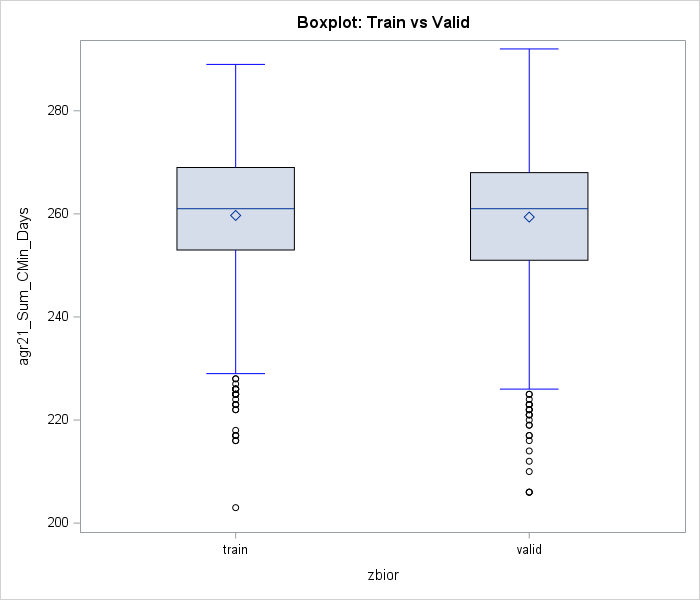 Boxplot: Train vs Valid
280
260
240
220
200
agr21_Sum_CMin_Days
train
valid
zbior